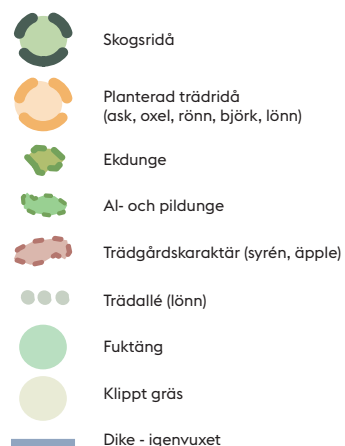 Skogsridå
Planterad trädridå
(ask, oxel, rönn, björk, lönn)
Ekdunge
Al- och pildunge
Trädgårdskaraktär (syrén, äpple)
Trädallé (lönn)
Fuktäng
Klippt gräs
Dike - igenvuxet